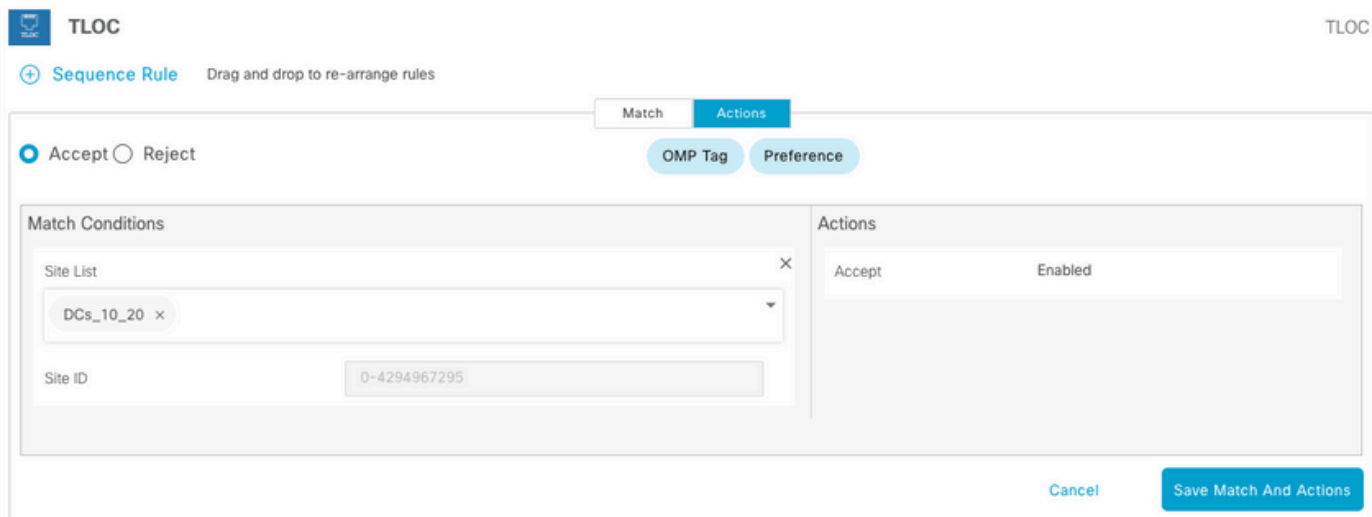 TLOC
TLOC
TLOC
Sequence Rule Drag and drop to re-arrange rules
Match Actions
Accept Reject OMP Tag Preference
Match Conditions Actions
Site List ×
Accept Enabled
DCs_10_20 ×
Site ID 0-4294967295
Cancel Save Match And Actions